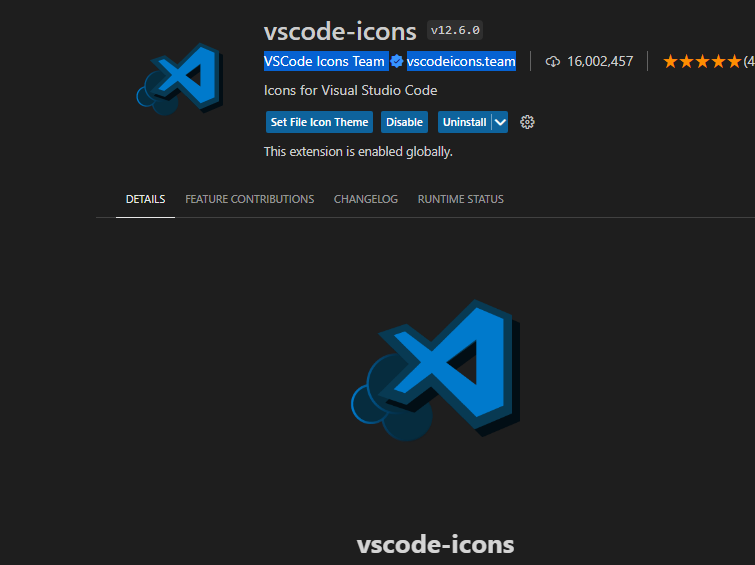 vscode-icons v12.6.0
VSCode Icons Team vscodeicons.team 16,002,457 (4
Icons for Visual Studio Code
Set File Icon Theme Disable Uninstall
This extension is enabled globally.
DETAILS FEATURE CONTRIBUTIONS CHANGELOG RUNTIME STATUS
vscode-icons